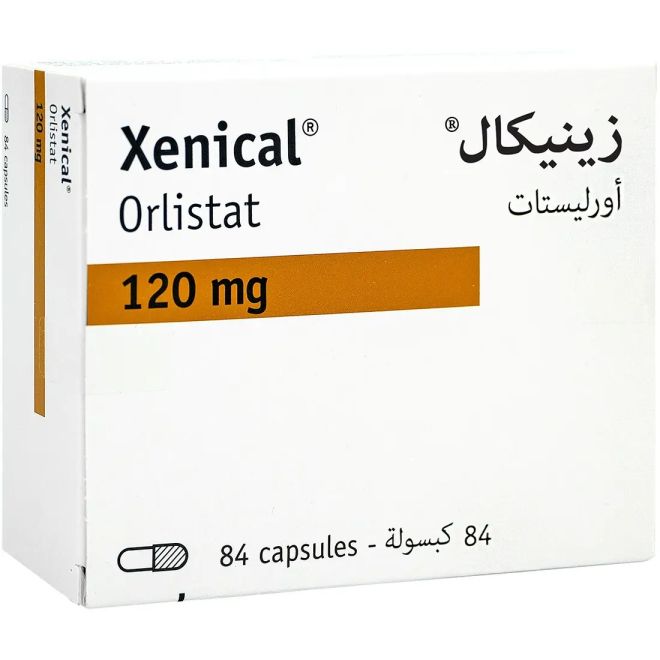 Xenical®
Orlistat
120 mg
زينيكال®
أورليستات
84 capsules - كبسولة 84
Xenical®
Orlistat
120 mg
84 capsules